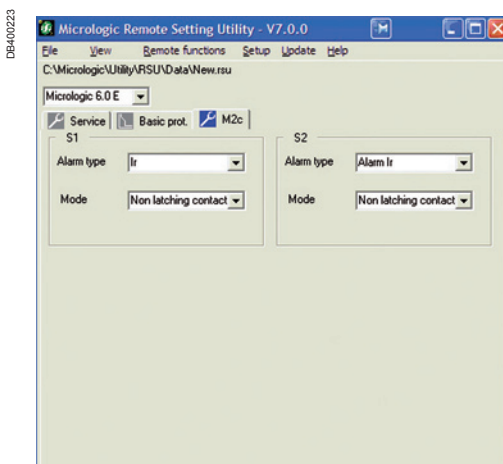 DB400223
Micrologic Remote Setting Utility - V7.0.0
File View Remote functions Setup Update Help
C:\Micrologic\Utility\RSU\Data\New.rsu
Micrologic 6.0 E
Service Basic prot. M2c
S1 S2
Alarm type Ir Alarm type Alarm Ir
Mode Non latching contact Mode Non latching contact